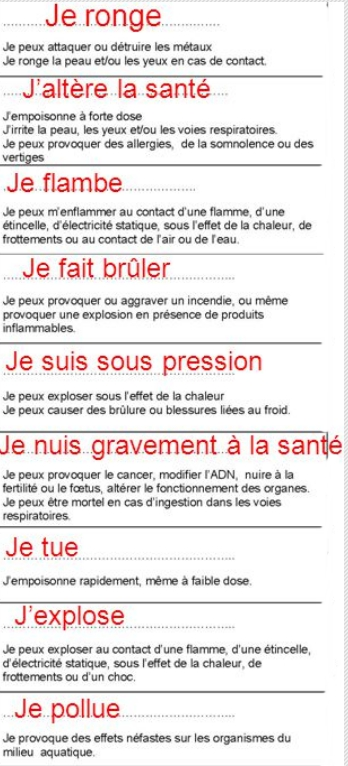 Je ronge
Je peux attaquer ou détruire les métaux
Je ronge la peau et/ou les yeux en cas de contact.
J'altère la santé
J'empoisonne à forte dose
J'irrite la peau, les yeux et/ou les voies respiratoires.
Je peux provoquer des allergies, de la somnolence ou des
vertiges
Je flambe
Je peux m'enflammer au contact d'une flamme, d'une
étincelle, d'électricité statique, sous l'effet de la chaleur, de
frottements ou au contact de l'air ou de l'eau.
Je fait brûler
Je peux provoquer ou aggraver un incendie, ou même
provoquer une explosion en présence de produits
inflammables.
Je suis sous pression
Je peux exploser sous l'effet de la chaleur
Je peux causer des brûlure ou blessures liées au froid.
Je nuis gravement à la santé
Je peux provoquer le cancer, modifier l'ADN, nuire à la
fertilité ou le fœtus, altérer le fonctionnement des organes.
Je peux être mortel en cas d'ingestion dans les voies
respiratoires.
Je tue
J'empoisonne rapidement, même à faible dose.
J'explose
Je peux exploser au contact d'une flamme, d'une étincelle,
d'électricité statique, sous l'effet de la chaleur, de
frottements ou d'un choc.
Je pollue
Je provoque des effets néfastes sur les organismes du
milieu aquatique.